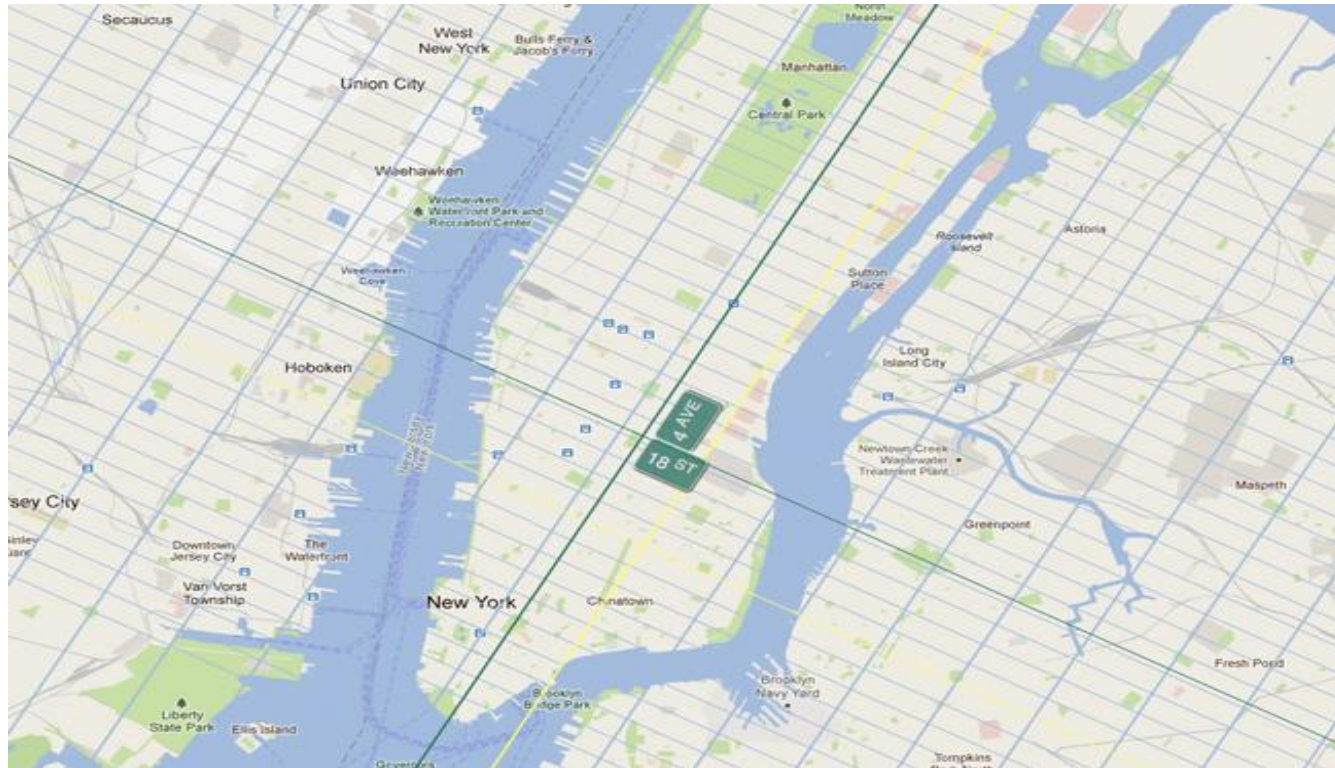 Secaucus
North
Meadow
West
New York
Bulls Ferry &
Jacob's Ferry
Manhattan
Union City
Central Park
Weehawken
Weehawken
Waterfront Park and
Recreation Center
Astoria
Roosevelt
Island
Weehawken
Cove
Sutton
Place
Long
Island City
Hoboken
4 AVE
18 ST
Newtown Creek
Wastewater
Treatment Plant
Maspeth
rsey City
Greenpoint
Downtown
Jersey City
The
Waterfront
Van Vorst
Township
New York
Chinatown
Fresh Pond
Brooklyn
Navy Yard
Brooklyn
Bridge Park
Liberty
State Park
Ellis Island
Governors
Tompkins